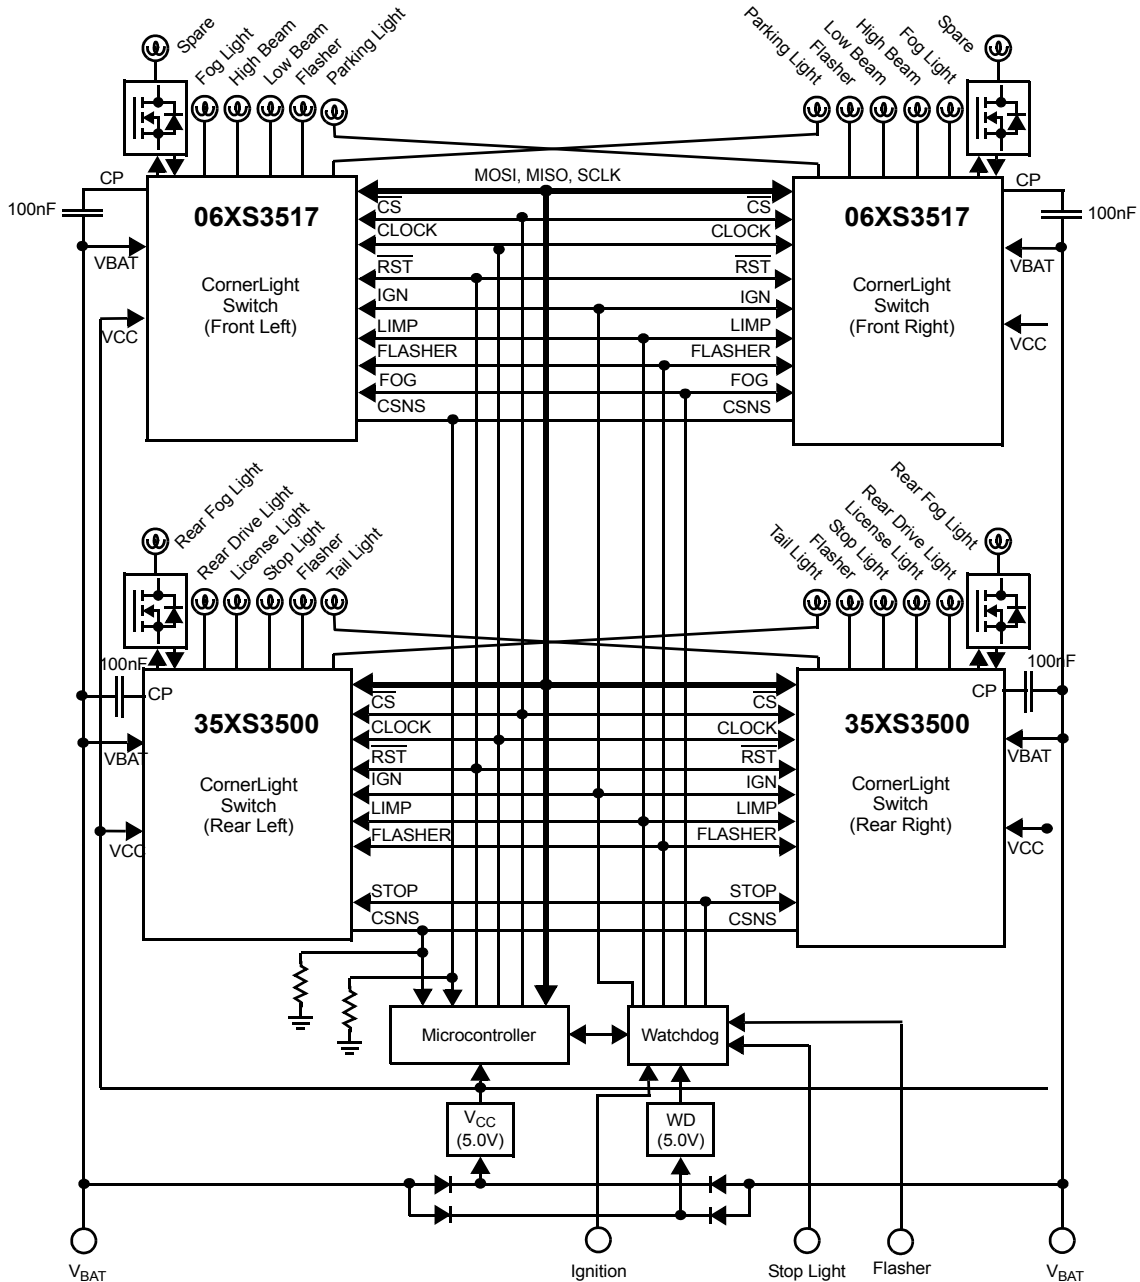 Spare
Fog Light
High Beam
Low Beam
Flasher
Parking Light
Parking Light
Flasher
Low Beam
High Beam
Fog Light
Spare
CP
100nF
06XS3517
VBAT
CornerLight
Switch
(Front Left)
VCC
MOSI, MISO, SCLK
CS
CS
CLOCK
CLOCK
RST
RST
IGN
IGN
LIMP
LIMP
FLASHER
FLASHER
FOG
FOG
CSNS
CSNS
CP
100nF
06XS3517
VBAT
CornerLight
Switch
(Front Right)
VCC
Rear Fog Light
Rear Drive Light
License Light
Stop Light
Flasher
Tail Light
Tail Light
Flasher
Stop Light
License Light
Rear Drive Light
Rear Fog Light
100nF
CP
35XS3500
VBAT
CornerLight
Switch
(Rear Left)
VCC
CS
CS
CLOCK
CLOCK
RST
RST
IGN
IGN
LIMP
LIMP
FLASHER
FLASHER
STOP
STOP
CSNS
CSNS
100nF
CP
35XS3500
VBAT
CornerLight
Switch
(Rear Right)
VCC
Microcontroller
Watchdog
VCC
(5.0V)
WD
(5.0V)
VBAT
Ignition
Stop Light
Flasher
VBAT